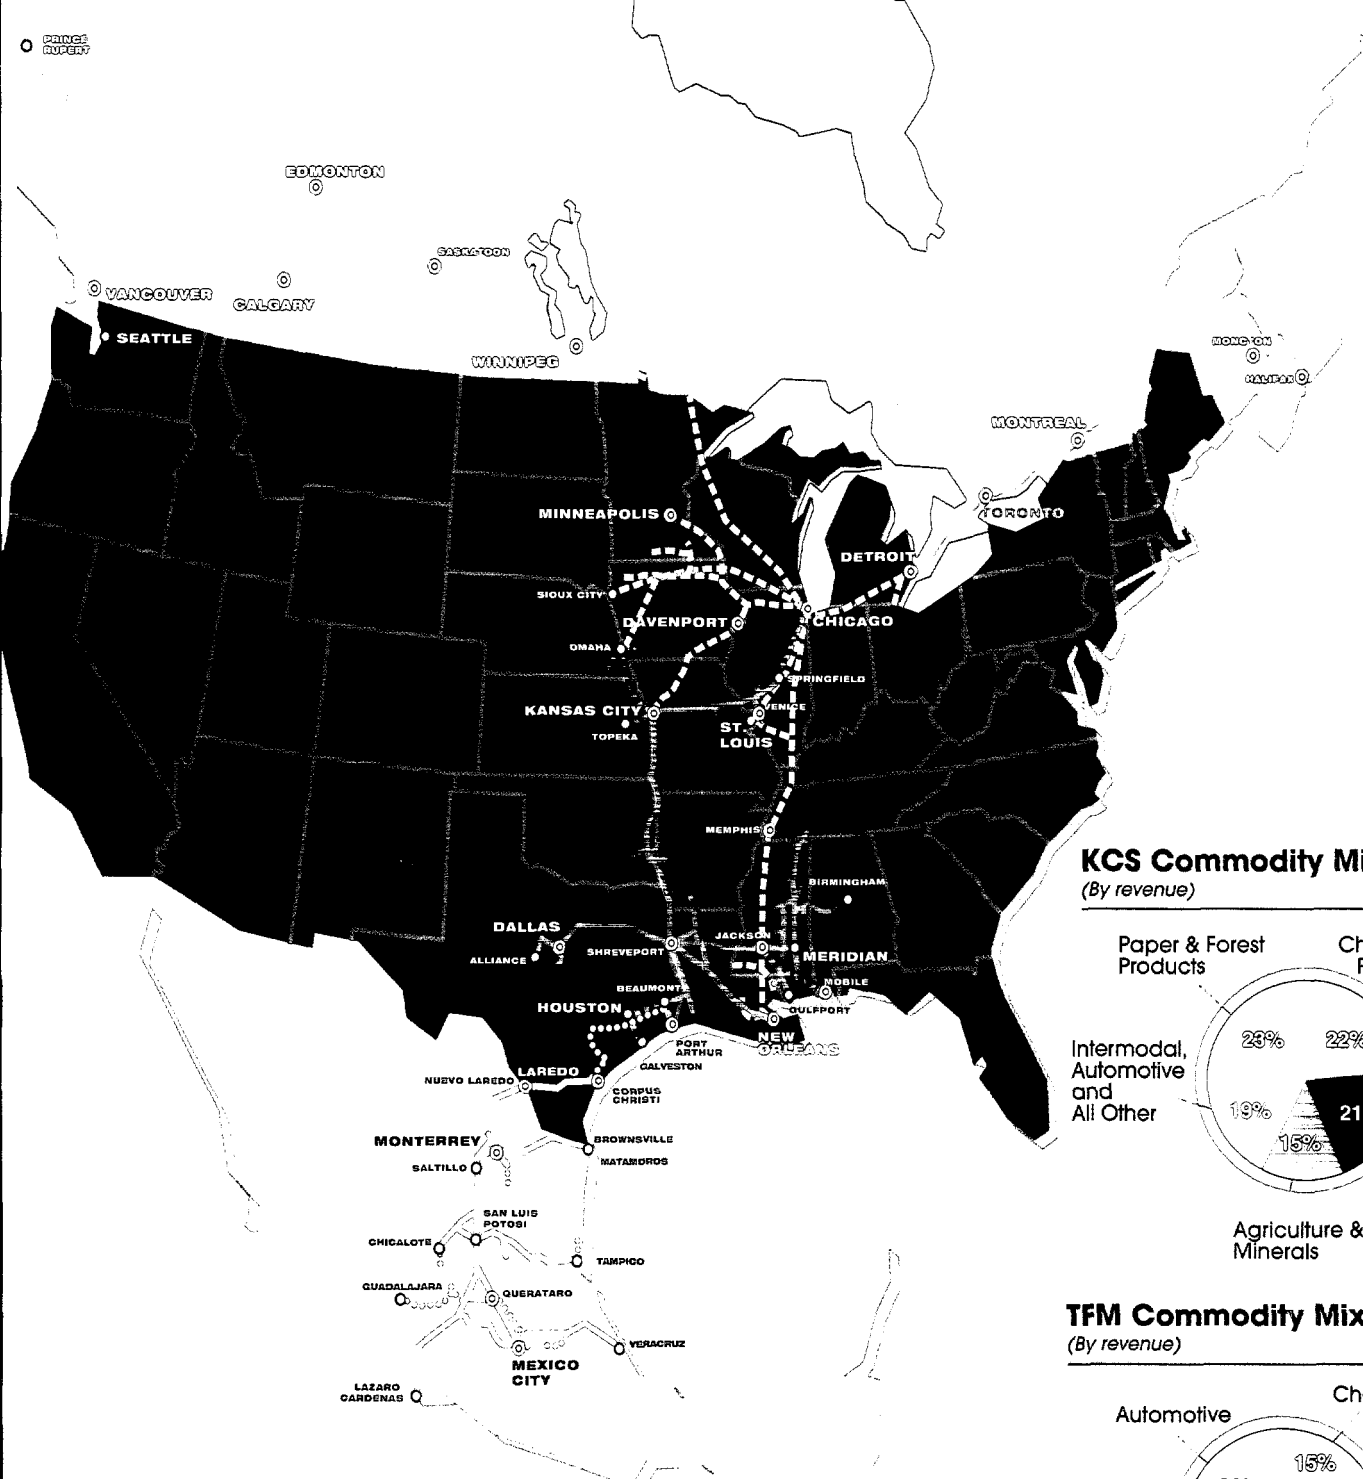 PRINCE
RUPERT
EDMONTON
SASKATOON
VANCOUVER
CALGARY
SEATTLE
WINNIPEG
MONCTON
HALIFAX
MONTREAL
TORONTO
MINNEAPOLIS
DETROIT
SIOUX CITY
DAVENPORT
CHICAGO
OMAHA
SPRINGFIELD
KANSAS CITY
VENICE
TOPEKA
ST.
LOUIS
MEMPHIS
BIRMINGHAM
DALLAS
JACKSON
SHREVEPORT
MERIDIAN
ALLIANCE
BEAUMONT
MOBILE
HOUSTON
GULFPORT
NEW
ORLEANS
PORT
ARTHUR
GALVESTON
LAREDO
NUEVO LAREDO
CORPUS
CHRISTI
MONTERREY
BROWNSVILLE
SALTILLO
MATAMOROS
SAN LUIS
POTOSI
CHICALOTE
TAMPICO
GUADALAJARA
QUERATARO
VERACRUZ
MEXICO
CITY
LAZARO
CARDENAS
KCS Commodity Mi
(By revenue)
Paper & Forest
Products
Ch
23%
22%
Intermodal,
Automotive
and
All Other
19%
21
15%
Agriculture &
Minerals
TFM Commodity Mix
(By revenue)
Ch
Automotive
15%